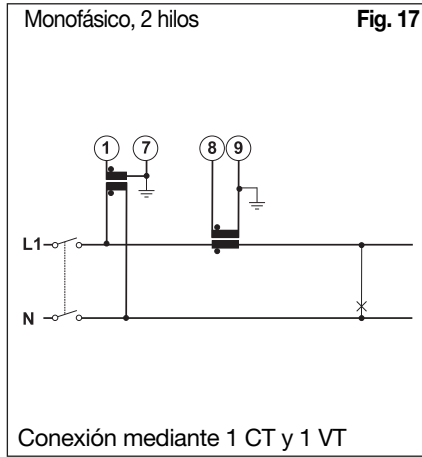 Monofásico, 2 hilos Fig. 17
1 7 8 9
L1
N
Conexión mediante 1 CT y 1 VT